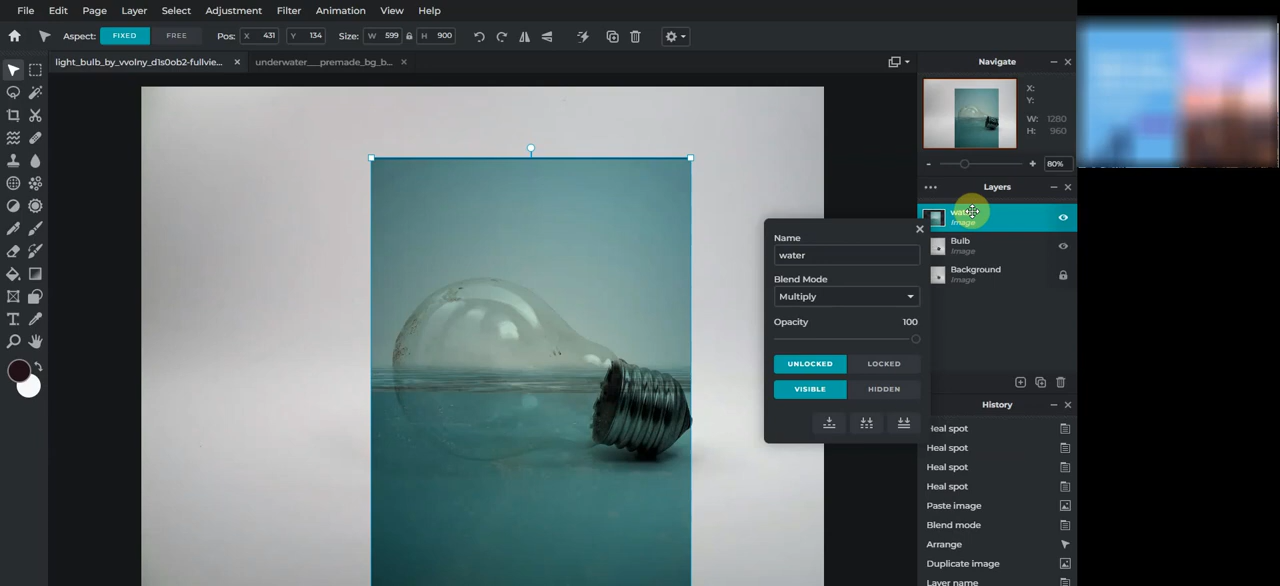 File Edit Page Layer Select Adjustment Filter Animation View Help
Aspect: FIXED FREE Pos: X 431 Y 134 Size: W 599 H 900
light_bulb_by_vvolny_d1s0ob2-fullvie... × underwater__premade_bg_b... ×
Navigate
X:
Y:
W: 1280
H: 960
- + 80%
Layers
Image
Bulb
Image
Background
Image
Name
water
Blend Mode
Multiply
Opacity 100
UNLOCKED LOCKED
VISIBLE HIDDEN
History
Heal spot
Heal spot
Heal spot
Heal spot
Paste image
Blend mode
Arrange
Duplicate image
Layer name